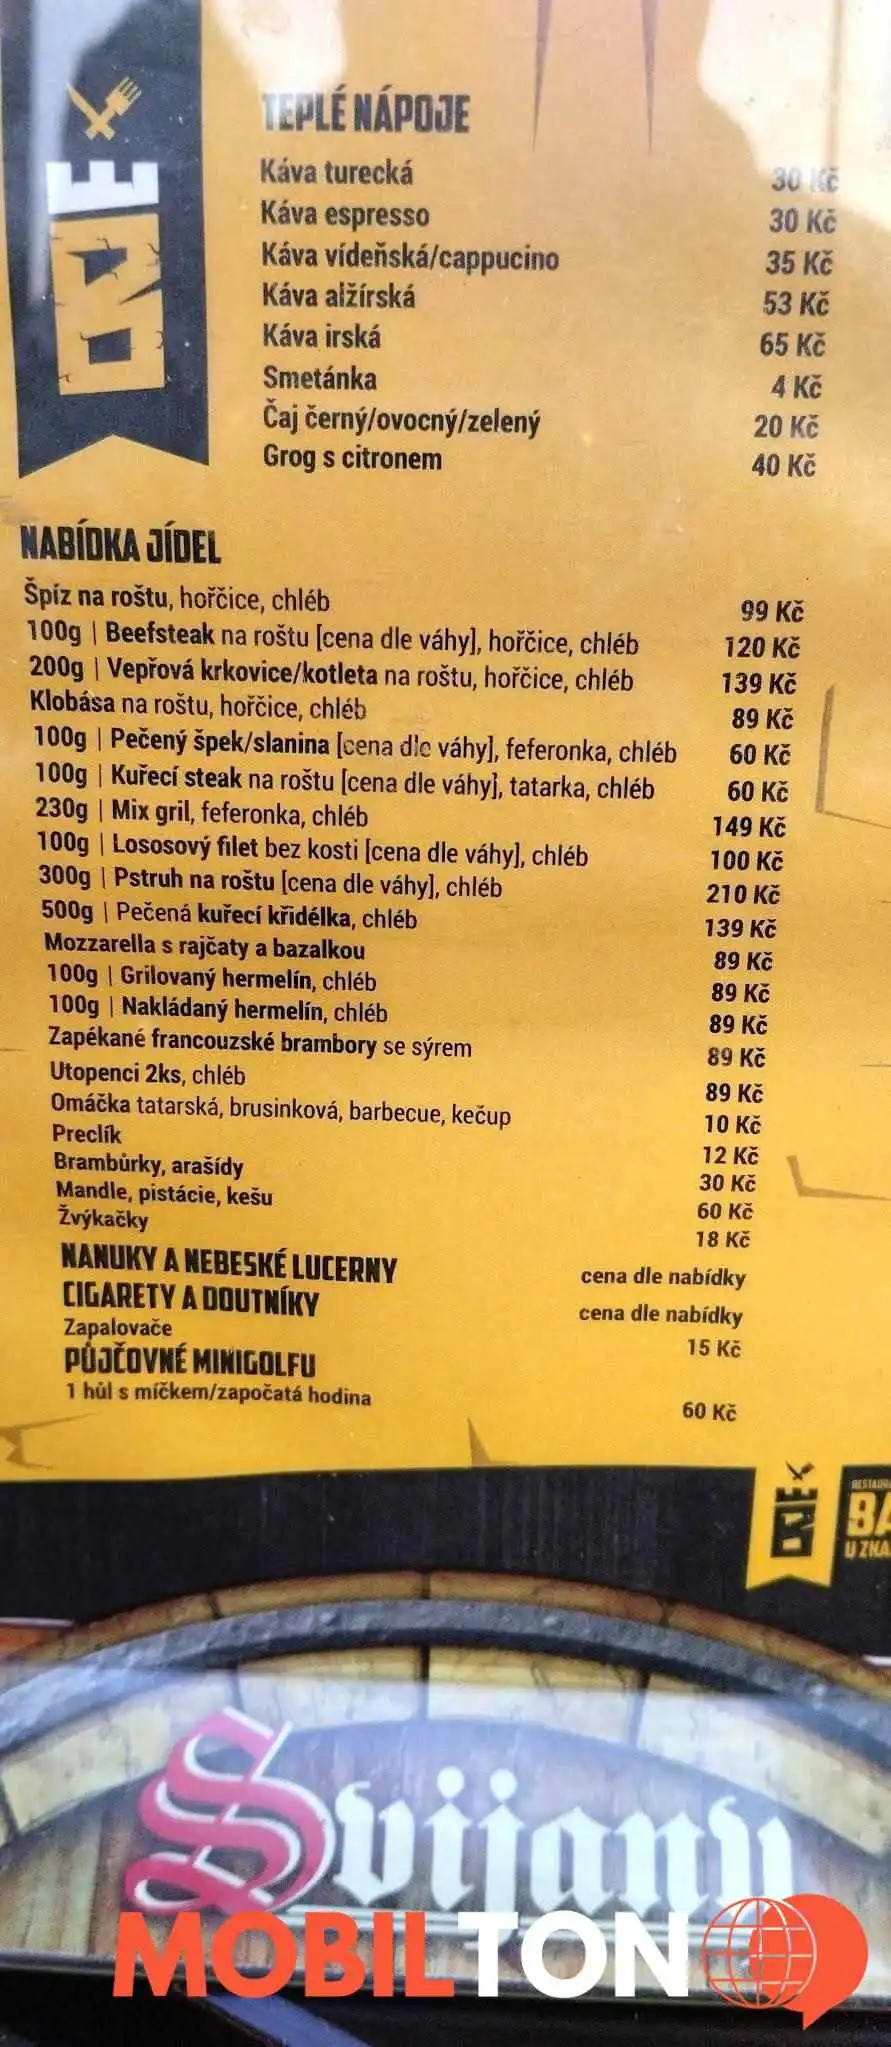 TEPLÉ NÁPOJE
Káva turecká 30 Kč
Káva espresso 30 Kč
Káva vídeňská/cappucino 35 Kč
Káva alžírská 53 Kč
Káva irská 65 Kč
Smetánka 4 Kč
Čaj černý/ovocný/zelený 20 Kč
Grog s citronem 40 Kč
NABÍDKA JÍDEL
Špíz na roštu, hořčice, chléb 99 Kč
100g | Beefsteak na roštu [cena dle váhy], hořčice, chléb 120 Kč
200g | Vepřová krkovice/kotleta na roštu, hořčice, chléb 139 Kč
Klobása na roštu, hořčice, chléb 89 Kč
100g | Pečený špek/slanina [cena dle váhy], feferonka, chléb 60 Kč
100g | Kuřecí steak na roštu [cena dle váhy], tatarka, chléb 60 Kč
230g | Mix gril, feferonka, chléb 149 Kč
100g | Lososový filet bez kosti [cena dle váhy], chléb 100 Kč
300g | Pstruh na roštu [cena dle váhy], chléb 210 Kč
500g | Pečená kuřecí křidélka, chléb 139 Kč
Mozzarella s rajčaty a bazalkou 89 Kč
100g | Grilovaný hermelín, chléb 89 Kč
100g | Nakládaný hermelín, chléb 89 Kč
Zapékané francouzské brambory se sýrem 89 Kč
Utopenci 2ks, chléb 89 Kč
Omáčka tatarská, brusinková, barbecue, kečup 10 Kč
Preclík 12 Kč
Brambůrky, arašídy 30 Kč
Mandle, pistácie, kešu 60 Kč
Žvýkačky 18 Kč
NANUKY A NEBESKÉ LUCERNY cena dle nabídky
CIGARETY A DOUTNÍKY cena dle nabídky
Zapalovače 15 Kč
PŮJČOVNÉ MINIGOLFU
1 hůl s míčkem/započatá hodina 60 Kč
Svijany
MOBILTON